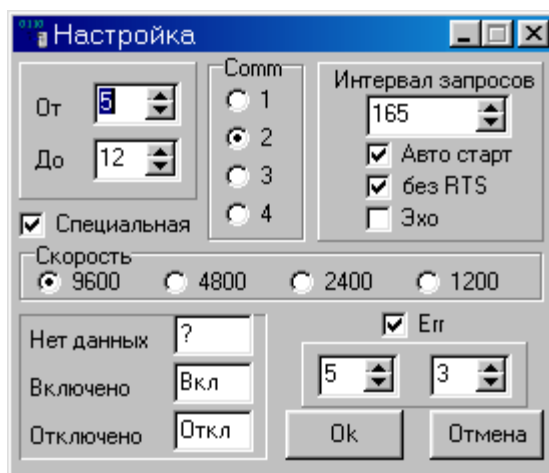 Настройка
От 5
До 12
Специальная
Comm
1
2
3
4
Интервал запросов
165
Авто старт
без RTS
Эхо
Скорость
9600 4800 2400 1200
Нет данных ?
Включено Вкл
Отключено Откл
Err
5 3
Ok Отмена